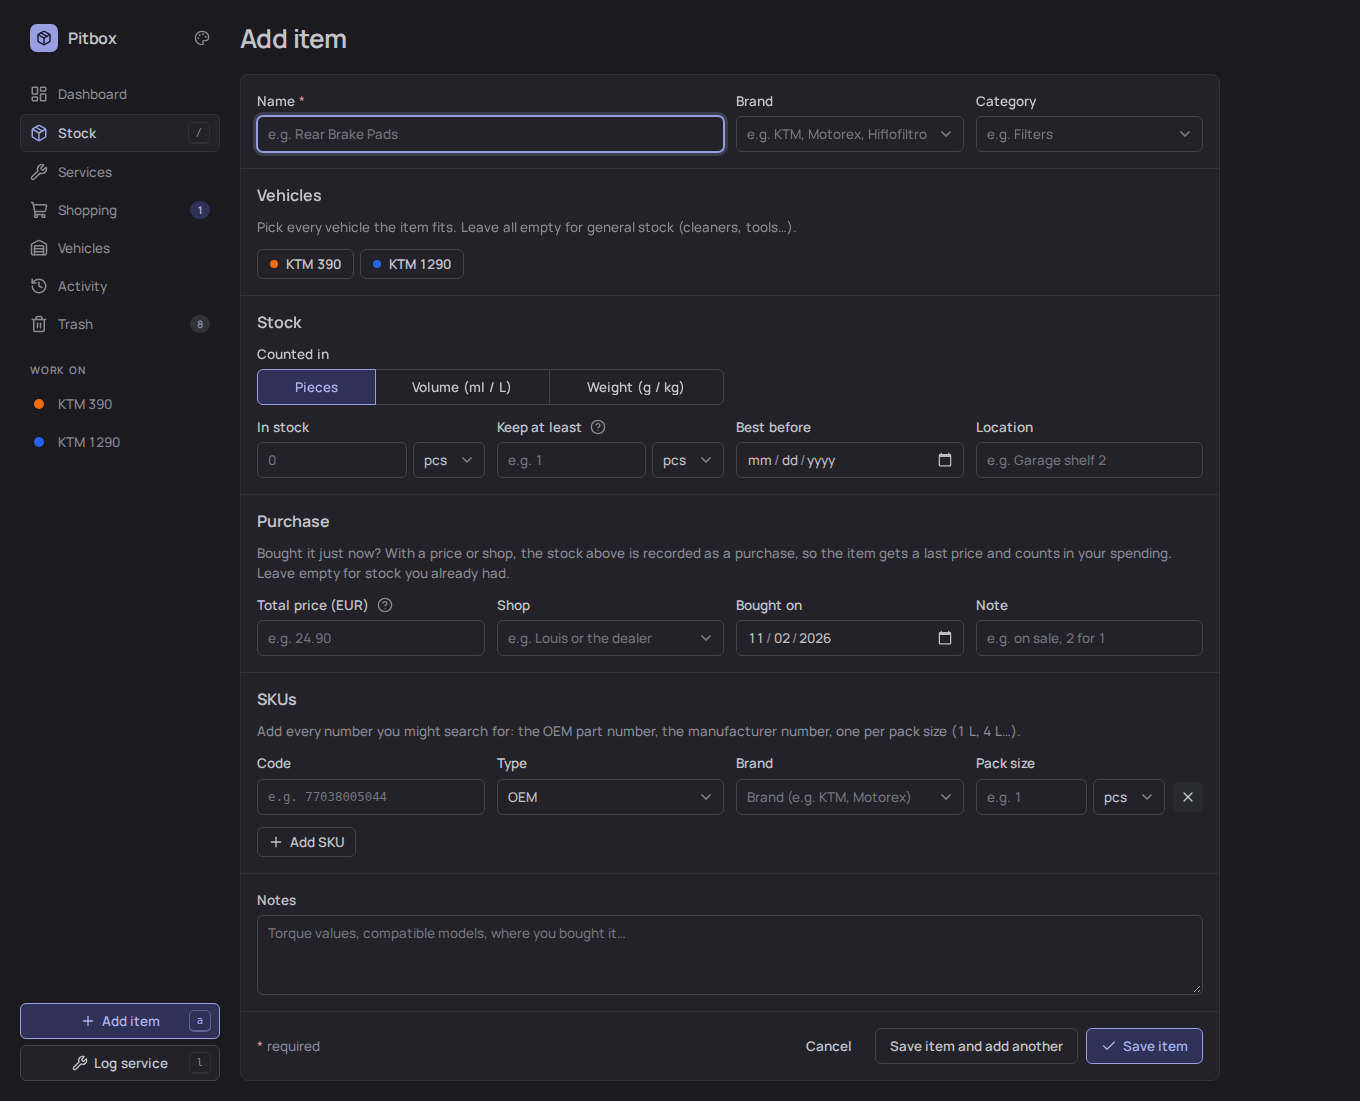 Pitbox
Dashboard
Stock /
Services
Shopping 1
Vehicles
Activity
Trash 8
WORK ON
KTM 390
KTM 1290
Add item a
Log service l
Add item
Name * Brand Category
e.g. Rear Brake Pads e.g. KTM, Motorex, Hiflofiltro e.g. Filters
Vehicles
Pick every vehicle the item fits. Leave all empty for general stock (cleaners, tools…).
KTM 390 KTM 1290
Stock
Counted in
Pieces Volume (ml / L) Weight (g / kg)
In stock Keep at least Best before Location
0 pcs e.g. 1 pcs mm/dd/yyyy e.g. Garage shelf 2
Purchase
Bought it just now? With a price or shop, the stock above is recorded as a purchase, so the item gets a last price and counts in your spending.
Leave empty for stock you already had.
Total price (EUR) Shop Bought on Note
e.g. 24.90 e.g. Louis or the dealer 11/02/2026 e.g. on sale, 2 for 1
SKUs
Add every number you might search for: the OEM part number, the manufacturer number, one per pack size (1 L, 4 L…).
Code Type Brand Pack size
e.g. 77038005044 OEM Brand (e.g. KTM, Motorex) e.g. 1 pcs
Add SKU
Notes
Torque values, compatible models, where you bought it…
* required Cancel Save item and add another Save item